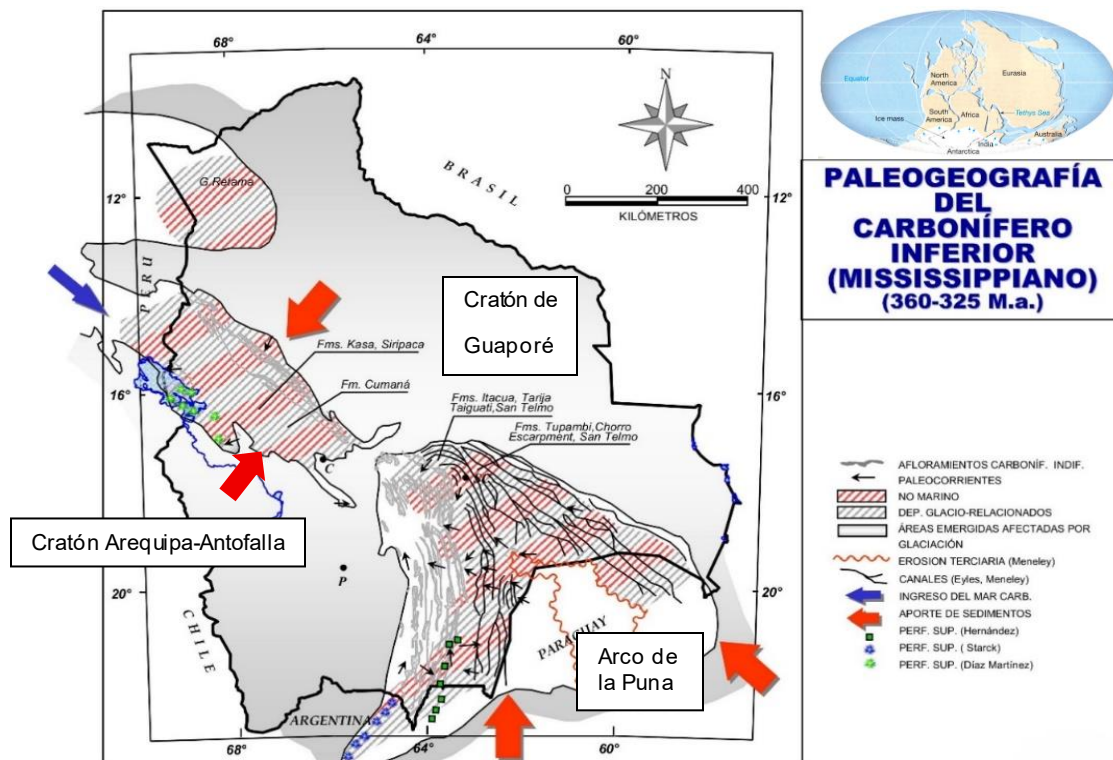 68°
64°
60°
N
BRASIL
0 200 400
KILÓMETROS
12°
12°
G.Retama
PERU
Cratón de
Guaporé
Fms. Kasa, Siripaca
Fm. Cumaná
16°
16°
Fms. Itacua, Tarija
Taiguati,San Telmo
Fms. Tupambi,Chorro
Escarpment, San Telmo
C
SC
Cratón Arequipa-Antofalla
P
20°
20°
CHILE
PARAGUAY
Arco de
la Puna
ARGENTINA
68°
64°
60°
Equator
North
America
Eurasia
Ice mass
South
America
Africa
Tethys Sea
India
Australia
Antarctica
PALEOGEOGRAFÍA
DEL
CARBONÍFERO
INFERIOR
(MISSISSIPPIANO)
(360-325 M.a.)
AFLORAMIENTOS CARBONÍF. INDIF.
PALEOCORRIENTES
NO MARINO
DEP. GLACIO-RELACIONADOS
ÁREAS EMERGIDAS AFECTADAS POR
GLACIACIÓN
EROSION TERCIARIA (Meneley)
CANALES (Eyles, Meneley)
INGRESO DEL MAR CARB.
APORTE DE SEDIMENTOS
PERF. SUP. (Hernández)
PERF. SUP. ( Starck)
PERF. SUP. (Díaz Martínez)